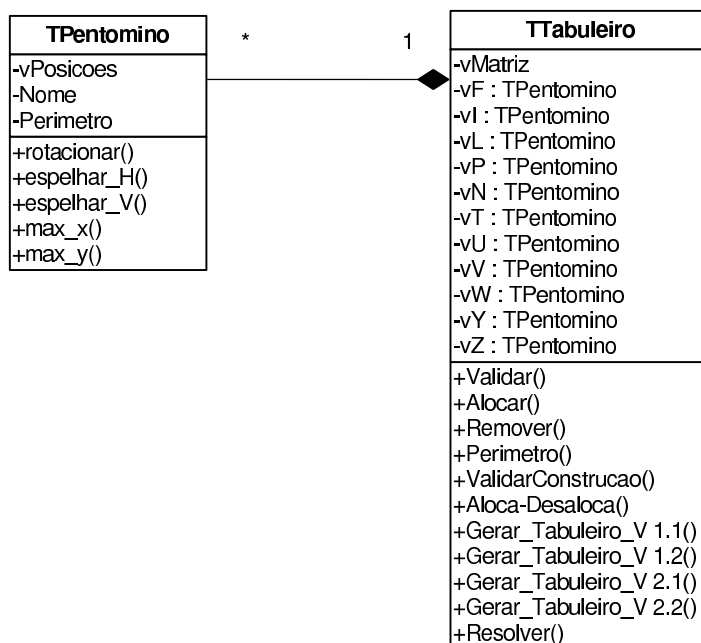 TPentomino
-vPosicoes
-Nome
-Perimetro
+rotacionar()
+espelhar_H()
+espelhar_V()
+max_x()
+max_y()
*
1
TTabuleiro
-vMatriz
-vF : TPentomino
-vI : TPentomino
-vL : TPentomino
-vP : TPentomino
-vN : TPentomino
-vT : TPentomino
-vU : TPentomino
-vV : TPentomino
-vW : TPentomino
-vY : TPentomino
-vZ : TPentomino
+Validar()
+Alocar()
+Remover()
+Perimetro()
+ValidarConstrucao()
+Aloca-Desaloca()
+Gerar_Tabuleiro_V 1.1()
+Gerar_Tabuleiro_V 1.2()
+Gerar_Tabuleiro_V 2.1()
+Gerar_Tabuleiro_V 2.2()
+Resolver()